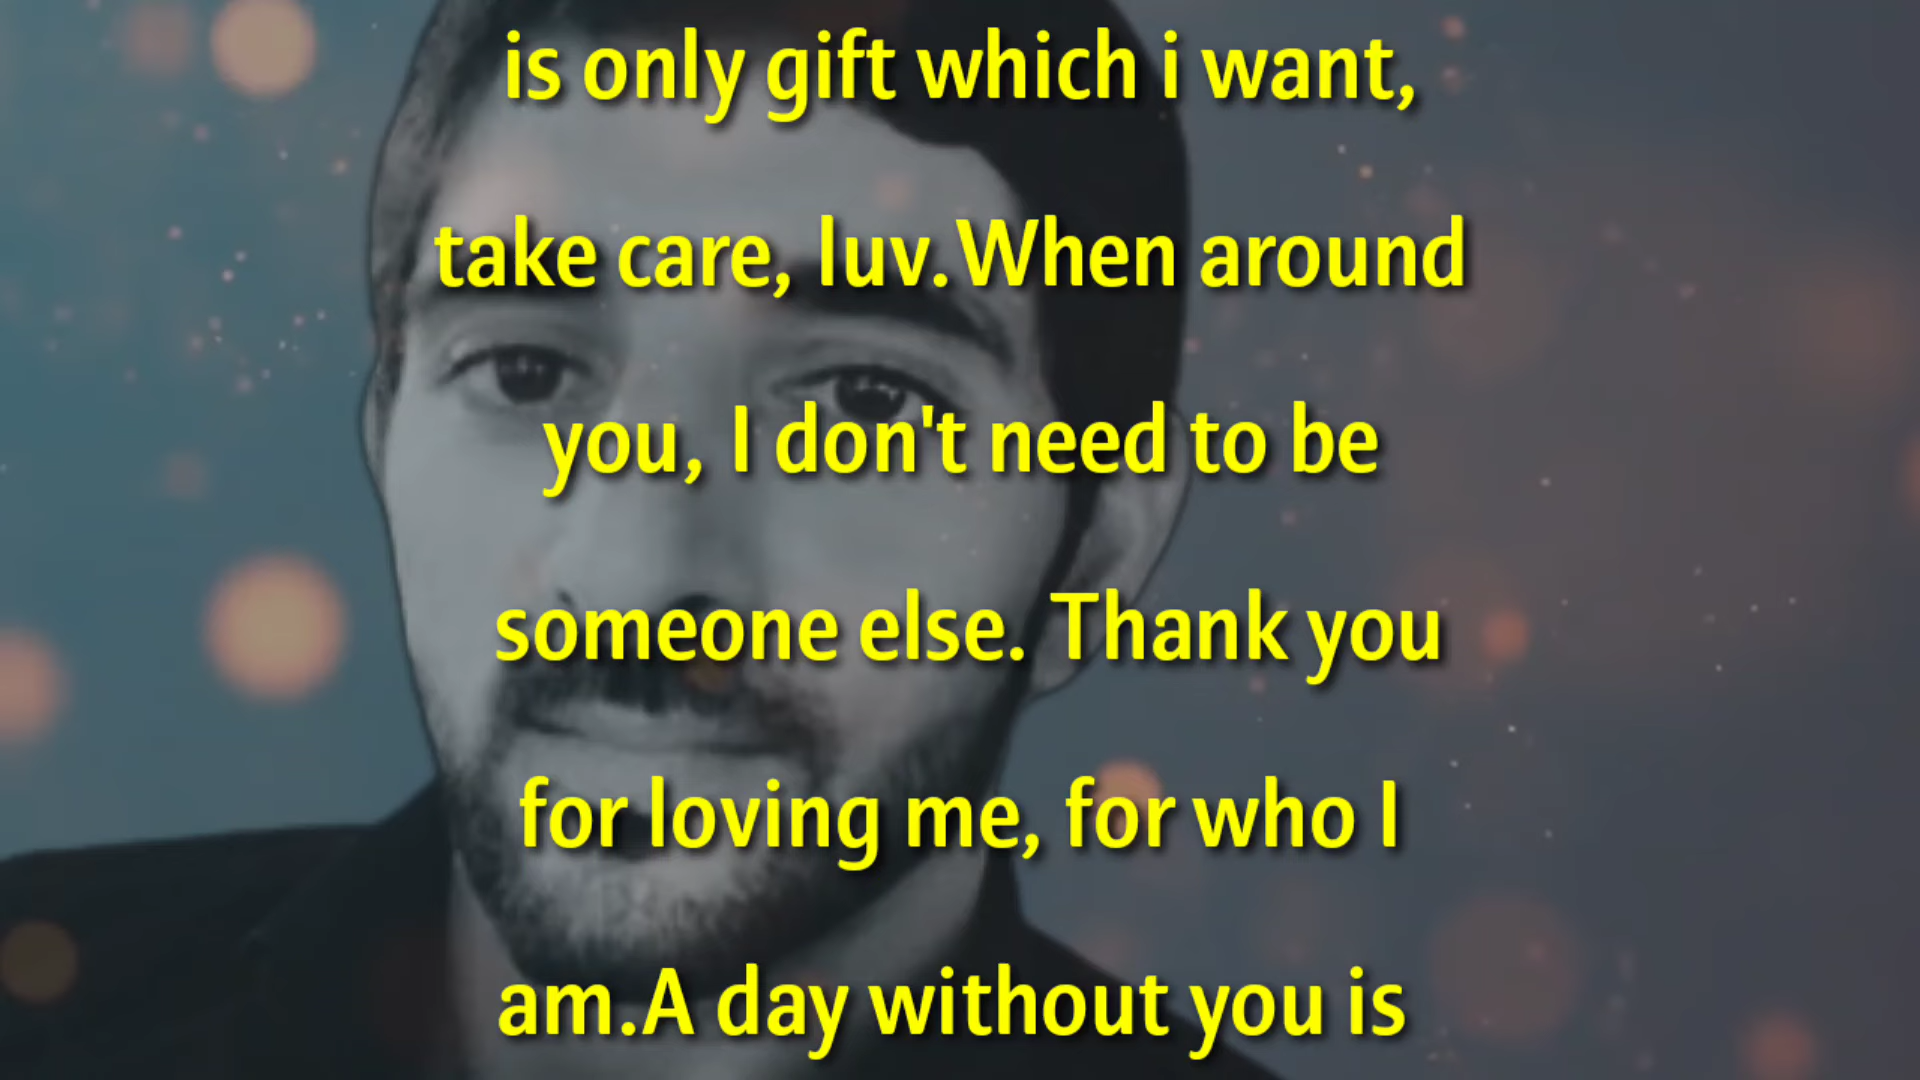 is only gift which i want,
take care, luv.When around
you, I don't need to be
someone else. Thank you
for loving me, for who I
am.A day without you is